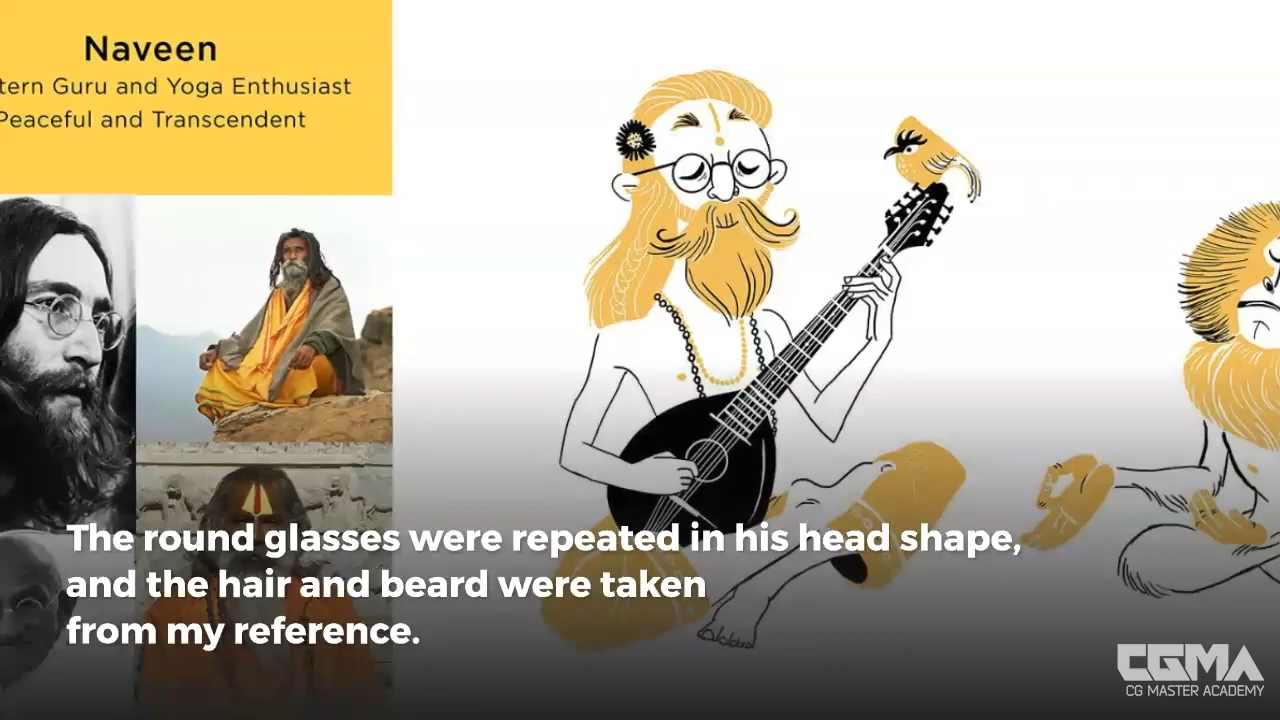 Naveen
tern Guru and Yoga Enthusiast
Peaceful and Transcendent
The round glasses were repeated in his head shape,
and the hair and beard were taken
from my reference.
CGMA
CG MASTER ACADEMY